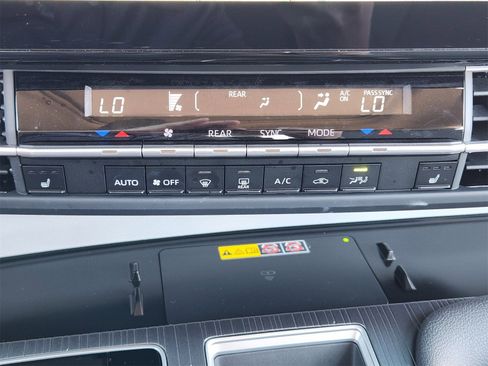 REAR
A/C PASS SYNC
LO ON LO
REAR SYNC MODE
AUTO OFF REAR A/C